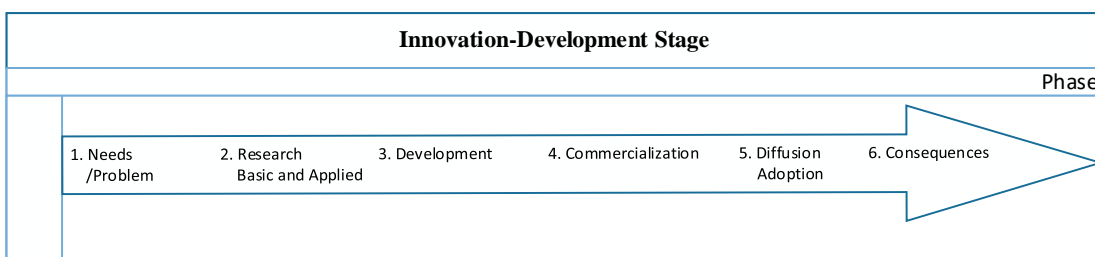 Innovation-Development Stage
Phase
1. Needs
/Problem
2. Research
Basic and Applied
3. Development
4. Commercialization
5. Diffusion
Adoption
6. Consequences